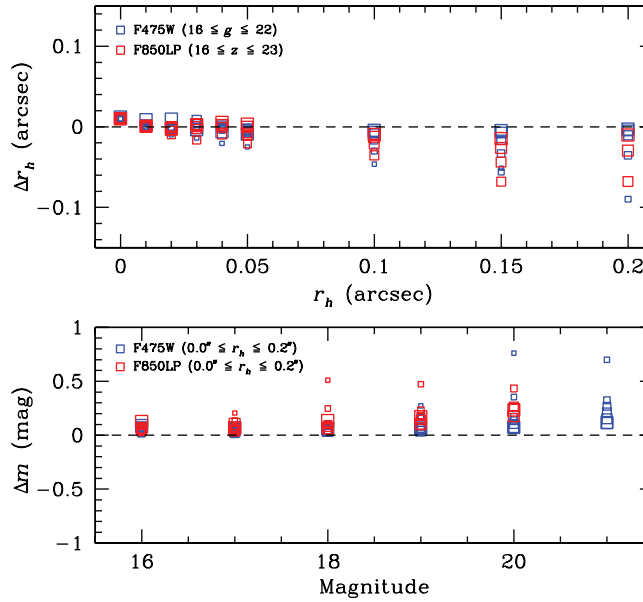 0.1
0
−0.1
Δr_h (arcsec)
F475W (16 ≤ g ≤ 22)
F850LP (16 ≤ z ≤ 23)
0 0.05 0.1 0.15 0.2
r_h (arcsec)
1
0.5
0
−0.5
−1
Δm (mag)
F475W (0.0" ≤ r_h ≤ 0.2")
F850LP (0.0" ≤ r_h ≤ 0.2")
16 18 20
Magnitude